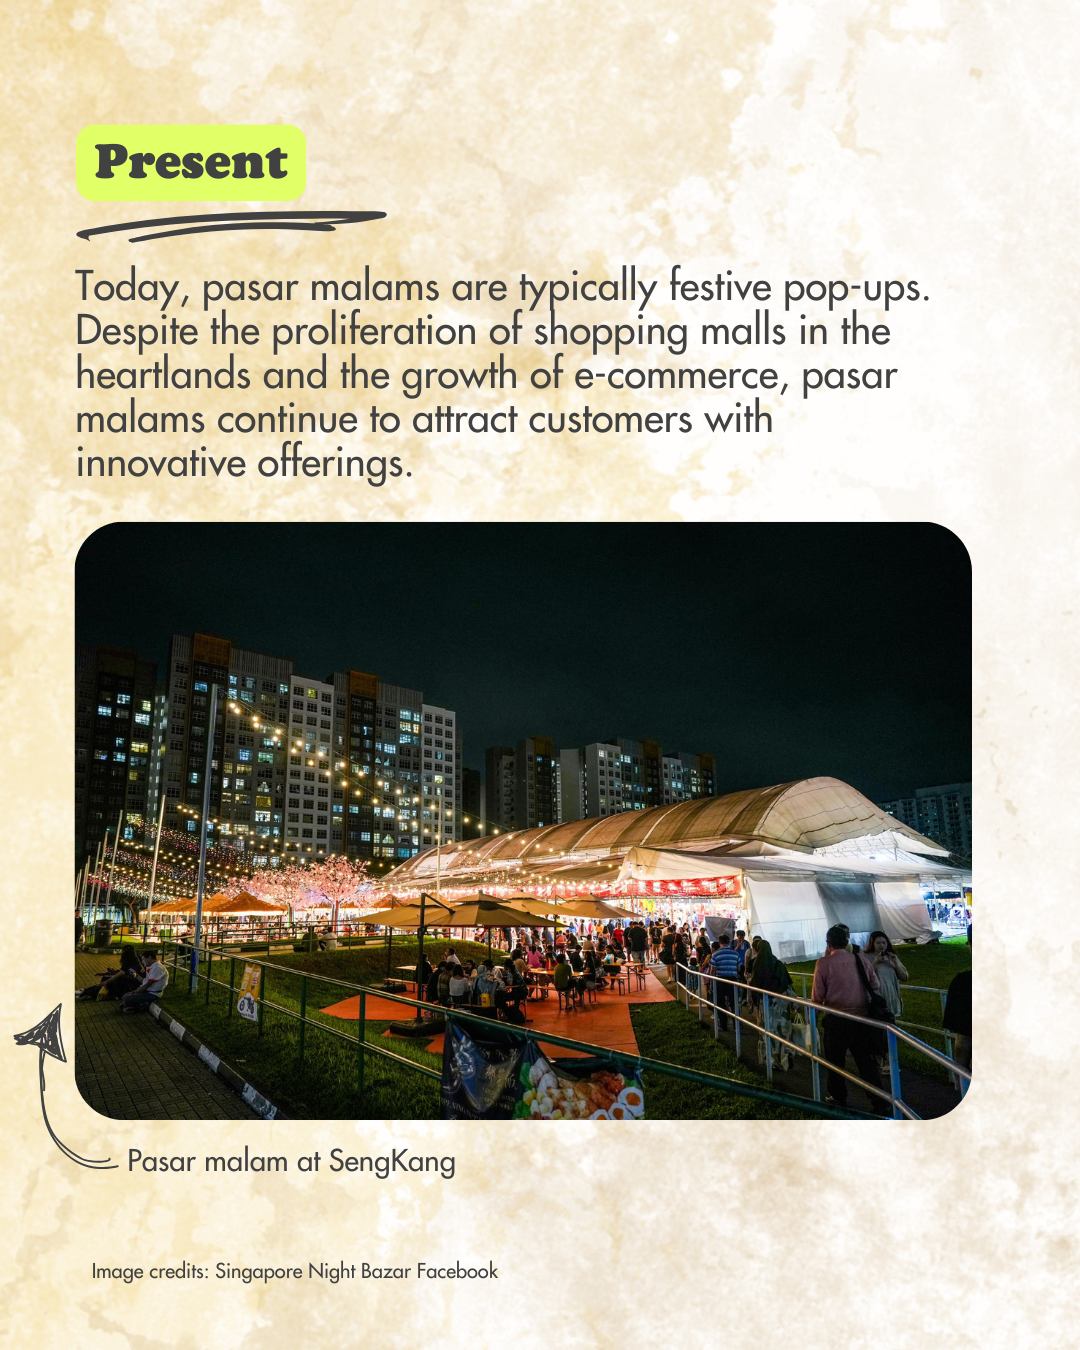 Present
Today, pasar malams are typically festive pop-ups.
Despite the proliferation of shopping malls in the
heartlands and the growth of e-commerce, pasar
malams continue to attract customers with
innovative offerings.
Pasar malam at SengKang
Image credits: Singapore Night Bazar Facebook